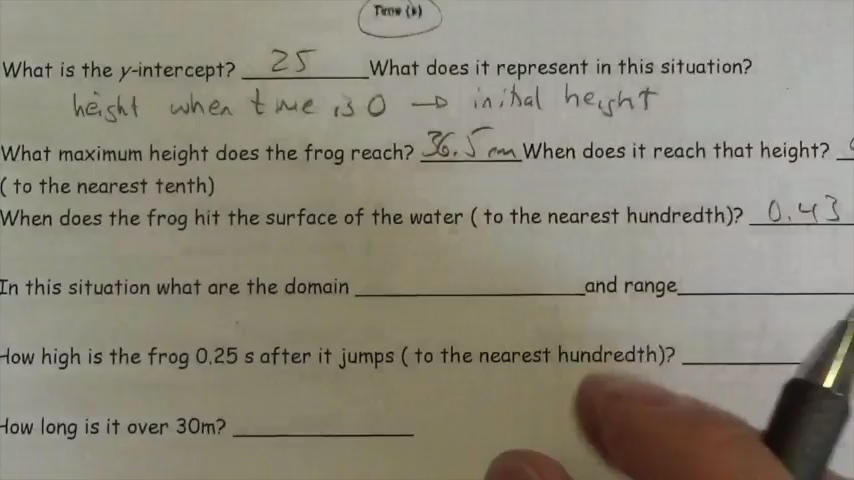 Time (s)
What is the y-intercept? 25 What does it represent in this situation?
height when time is 0 → initial height
What maximum height does the frog reach? 36.5 cm When does it reach that height?
( to the nearest tenth)
When does the frog hit the surface of the water ( to the nearest hundredth)? 0.43
In this situation what are the domain and range
How high is the frog 0.25 s after it jumps ( to the nearest hundredth)?
How long is it over 30m?